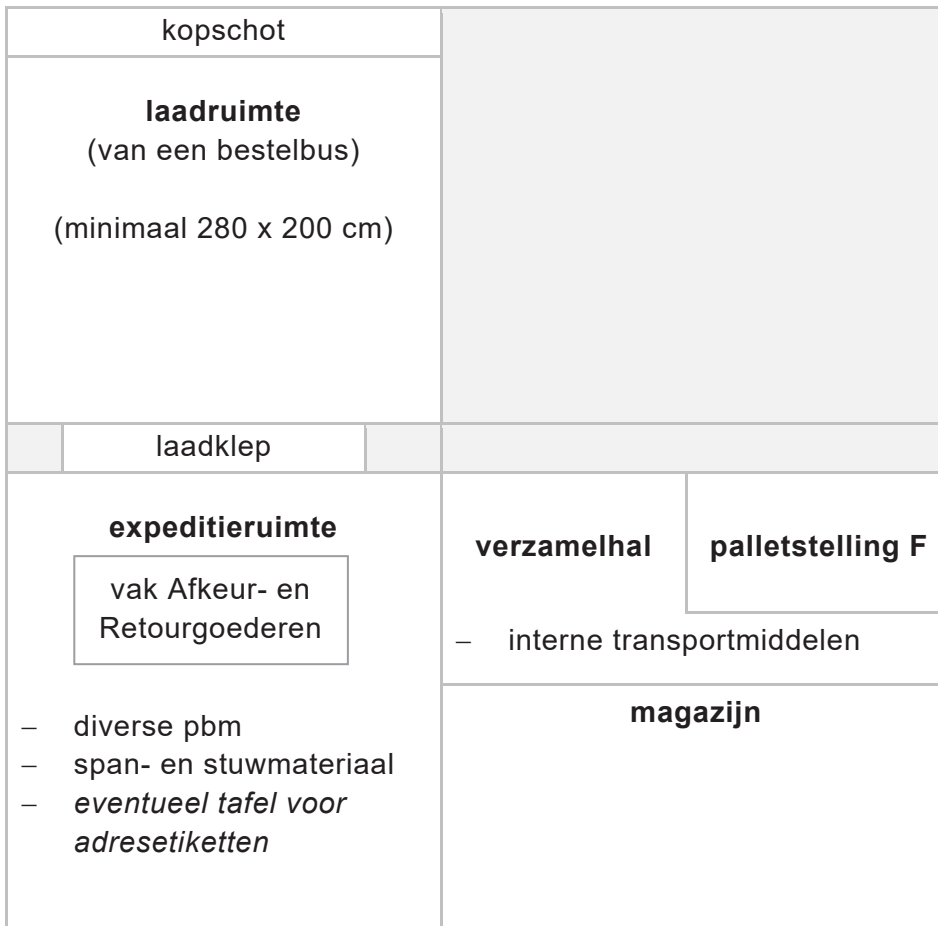 kopschot
laadruimte
(van een bestelbus)
(minimaal 280 x 200 cm)
laadklep
expeditieruimte
vak Afkeur- en
Retourgoederen
– diverse pbm
– span- en stuwmateriaal
– eventueel tafel voor
adresetiketten
verzamelhal
palletstelling F
– interne transportmiddelen
magazijn